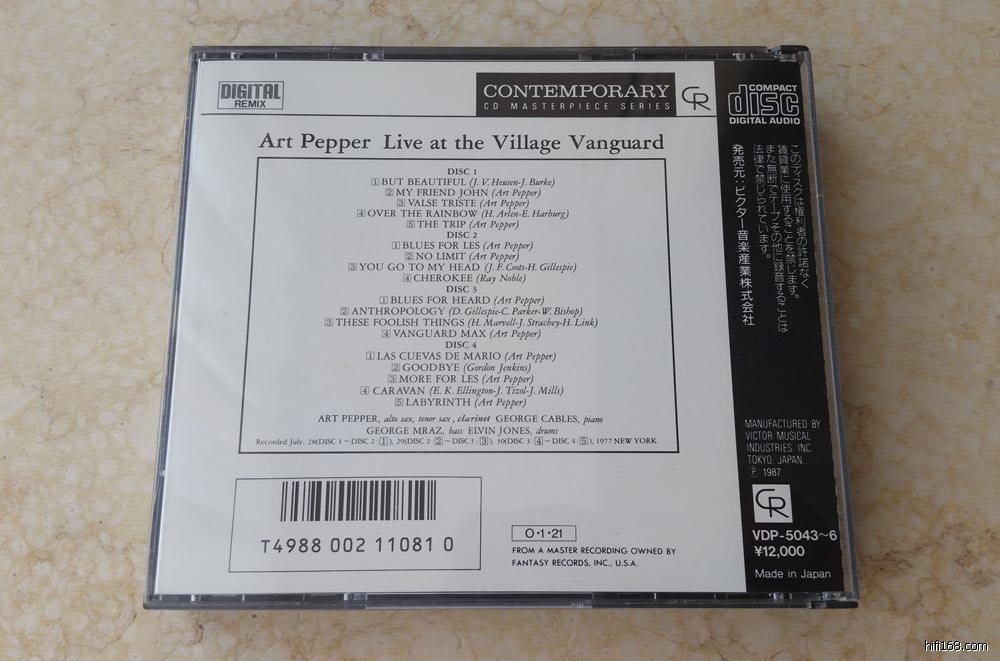 DIGITAL
REMIX
CONTEMPORARY
CD MASTERPIECE SERIES
CR
Art Pepper Live at the Village Vanguard
DISC 1
1 BUT BEAUTIFUL (J. V. Heusen-J. Burke)
2 MY FRIEND JOHN (Art Pepper)
3 VALSE TRISTE (Art Pepper)
4 OVER THE RAINBOW (H. Arlen-E. Harburg)
5 THE TRIP (Art Pepper)
DISC 2
1 BLUES FOR LES (Art Pepper)
2 NO LIMIT (Art Pepper)
3 YOU GO TO MY HEAD (J. F. Coots-H. Gillespie)
4 CHEROKEE (Ray Noble)
DISC 3
1 BLUES FOR HEARD (Art Pepper)
2 ANTHROPOLOGY (D. Gillespie-C. Parker-W. Bishop)
3 THESE FOOLISH THINGS (H. Marvell-J. Strachey-H. Link)
4 VANGUARD MAX (Art Pepper)
DISC 4
1 LAS CUEVAS DE MARIO (Art Pepper)
2 GOODBYE (Gordon Jenkins)
3 MORE FOR LES (Art Pepper)
4 CARAVAN (E. K. Ellington-J. Tizol-J. Mills)
5 LABYRINTH (Art Pepper)
ART PEPPER, alto sax, tenor sax, clarinet GEORGE CABLES, piano
GEORGE MRAZ, bass ELVIN JONES, drums
Recorded July, 28(DISC 1~DISC 2: 1), 29(DISC 2: 2~DISC 3: 3), 30(DISC 3: 4~DISC 4: 5), 1977 NEW YORK
T4988 002 11081 0
O·1·21
FROM A MASTER RECORDING OWNED BY
FANTASY RECORDS, INC., U.S.A.
COMPACT
disc
DIGITAL AUDIO
このディスクは権利者の許諾なく
賃貸業に使用することを禁じます。
また無断でテープその他に録音することは
法律で禁じられています。
発売元:ビクター音楽産業株式会社
MANUFACTURED BY
VICTOR MUSICAL
INDUSTRIES, INC.
TOKYO, JAPAN.
Ⓟ 1987
CR
VDP-5043~6
¥12,000
Made in Japan
hifi168.com